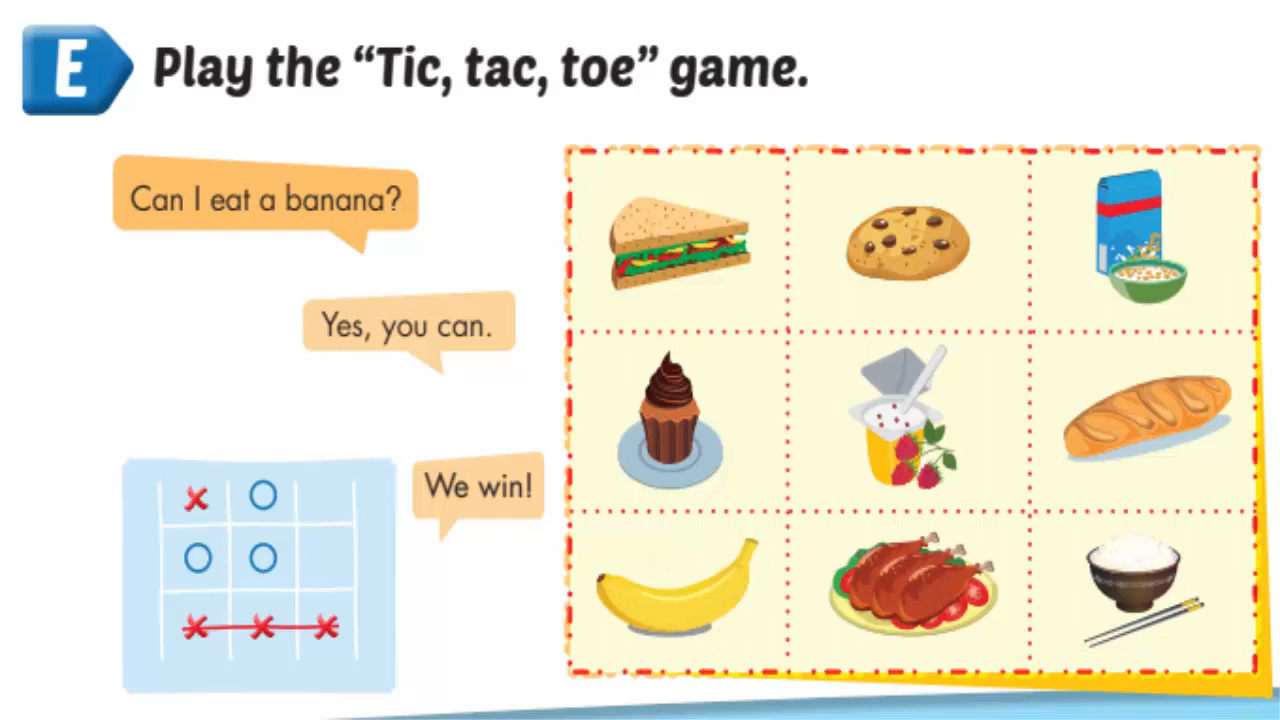 E Play the “Tic, tac, toe” game.
Can I eat a banana?
Yes, you can.
We win!